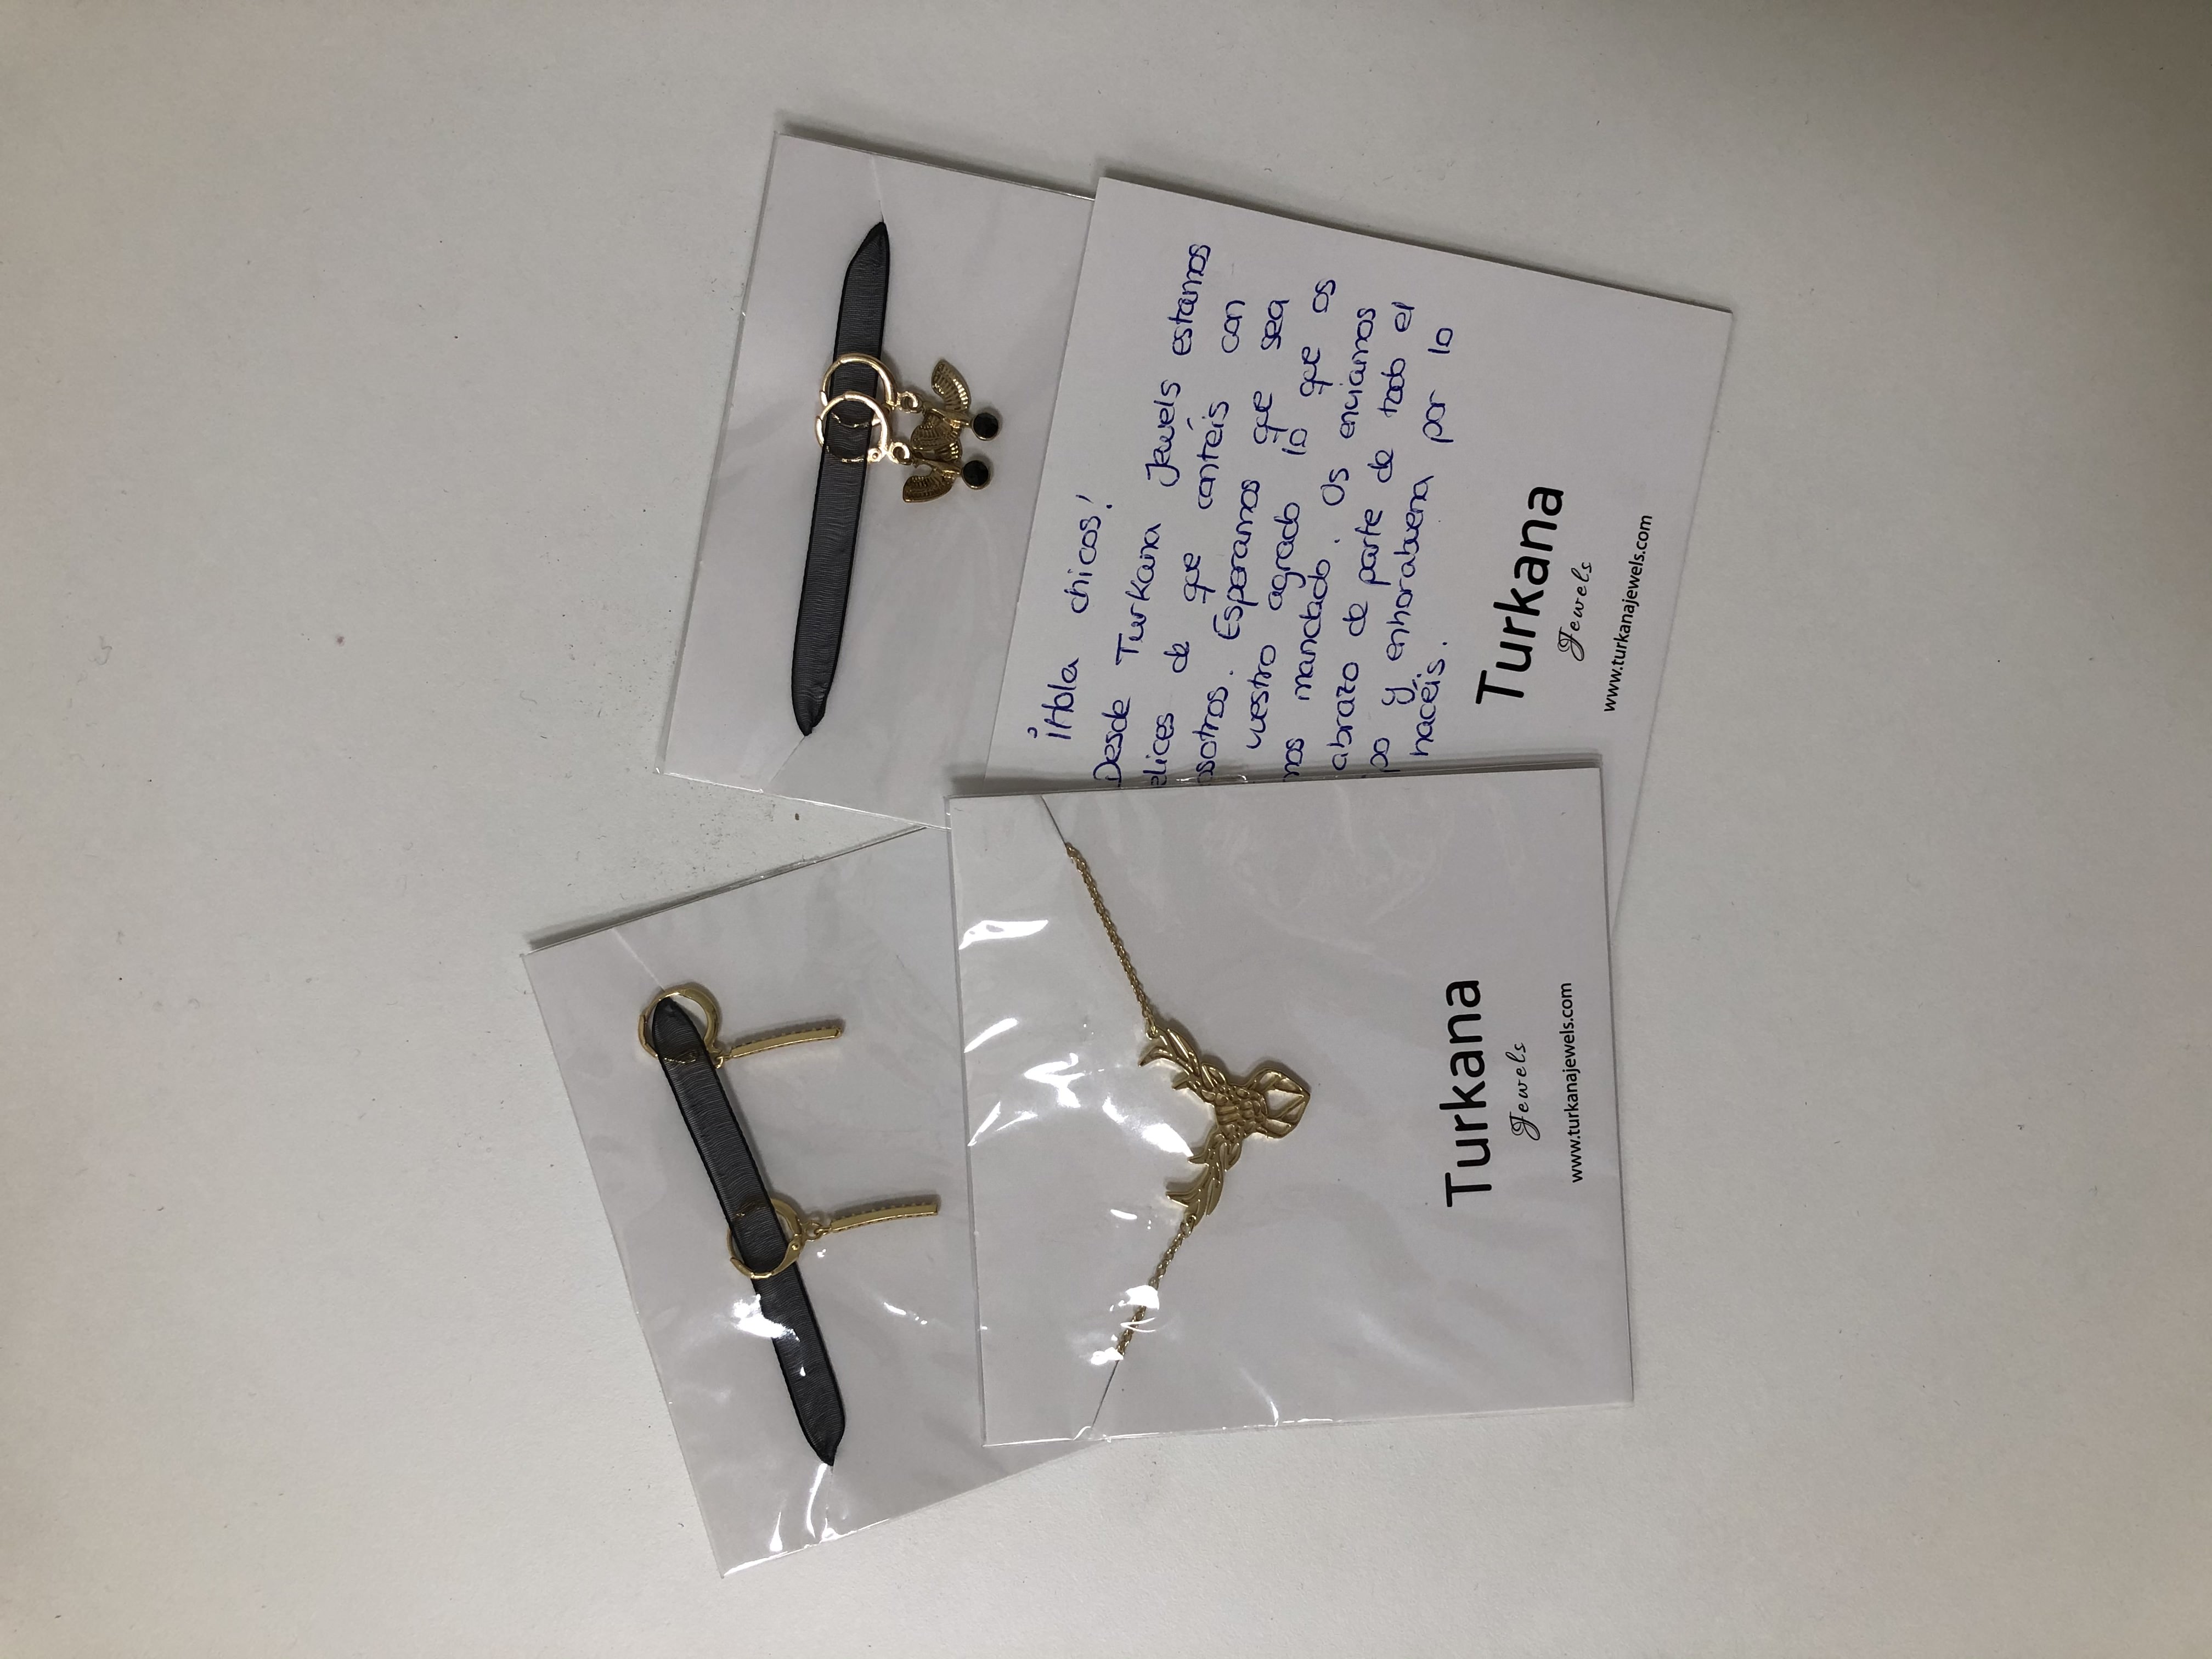 ¡Hola chicos!
Desde Turkana Jewels estamos
elices de que contéis con
osotros. Esperamos que sea
vuestro agrado lo que os
mos mandado. Os enviamos
abrazo de parte de todo el
po y enhorabuena por lo
hacéis.
Turkana
Jewels
www.turkanajewels.com
Turkana
Jewels
www.turkanajewels.com